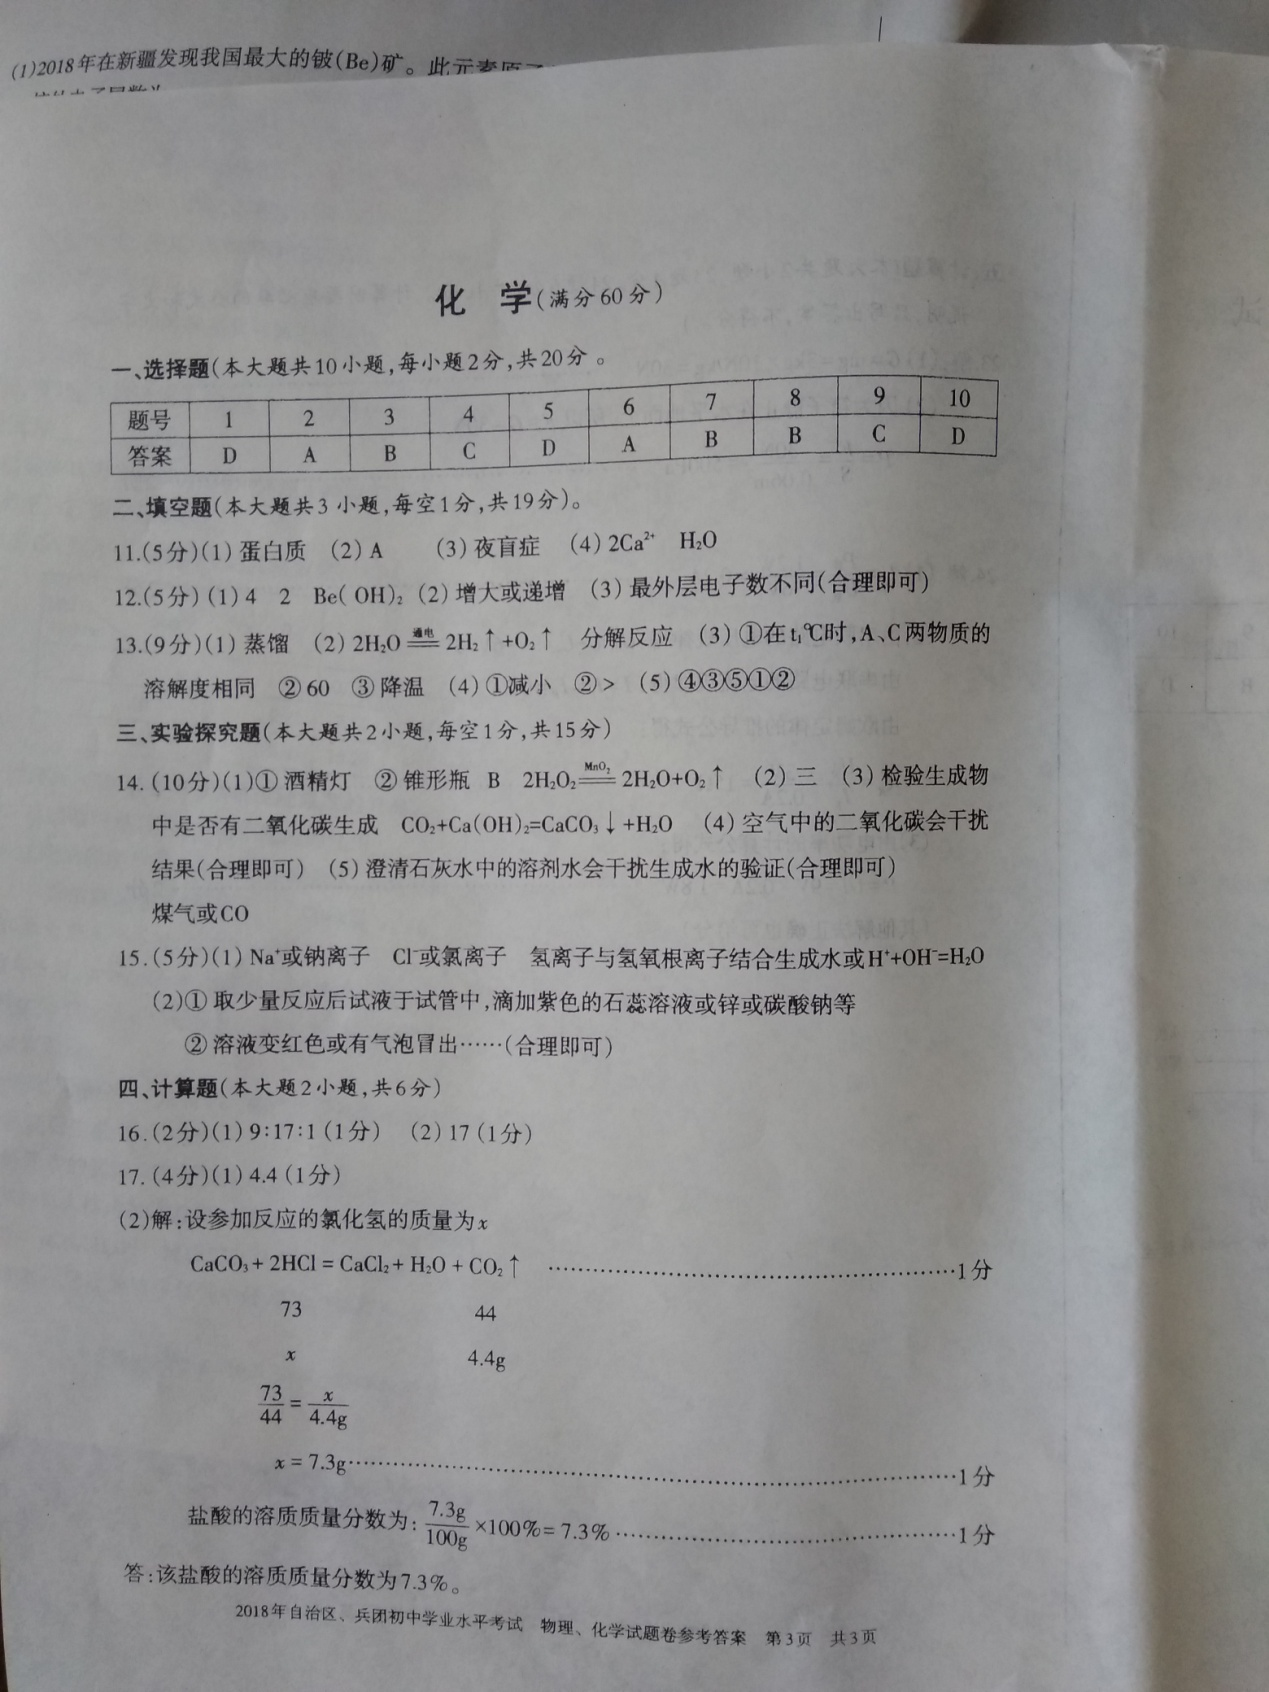 (1)2018年在新疆发现我国最大的铍(Be)矿。此元素原子
化 学(满分60分)
一、选择题(本大题共10小题,每小题2分,共20分。
题号 1 2 3 4 5 6 7 8 9 10
答案 D A B C D A B B C D
二、填空题(本大题共3 小题,每空1分,共19分)。
11.(5分)(1)蛋白质 (2)A (3)夜盲症 (4)2Ca²⁺ H₂O
12.(5分)(1)4 2 Be(OH)₂ (2)增大或递增 (3)最外层电子数不同(合理即可)
13.(9分)(1)蒸馏 (2)2H₂O 通电 ══ 2H₂↑+O₂↑ 分解反应 (3)①在t₁℃时,A、C两物质的
溶解度相同 ②60 ③降温 (4)①减小 ②> (5)④③⑤①②
三、实验探究题(本大题共2小题,每空1分,共15分)
14.(10分)(1)①酒精灯 ②锥形瓶 B 2H₂O₂ MnO₂ ══ 2H₂O+O₂↑ (2)三 (3)检验生成物
中是否有二氧化碳生成 CO₂+Ca(OH)₂=CaCO₃↓+H₂O (4)空气中的二氧化碳会干扰
结果(合理即可) (5)澄清石灰水中的溶剂水会干扰生成水的验证(合理即可)
煤气或CO
15.(5分)(1)Na⁺或钠离子 Cl⁻或氯离子 氢离子与氢氧根离子结合生成水或H⁺+OH⁻=H₂O
(2)①取少量反应后试液于试管中,滴加紫色的石蕊溶液或锌或碳酸钠等
②溶液变红色或有气泡冒出……(合理即可)
四、计算题(本大题2小题,共6分)
16.(2分)(1)9:17:1(1分) (2)17(1分)
17.(4分)(1)4.4(1分)
(2)解:设参加反应的氯化氢的质量为x
CaCO₃+2HCl=CaCl₂+H₂O+CO₂↑ ……………………………………1分
73 44
x 4.4g
73/44 = x/4.4g
x = 7.3g……………………………………………………………1分
盐酸的溶质质量分数为: 7.3g/100g ×100%=7.3% …………………………………1分
答:该盐酸的溶质质量分数为7.3%。
2018年自治区、兵团初中学业水平考试 物理、化学试题卷参考答案 第3页 共3页